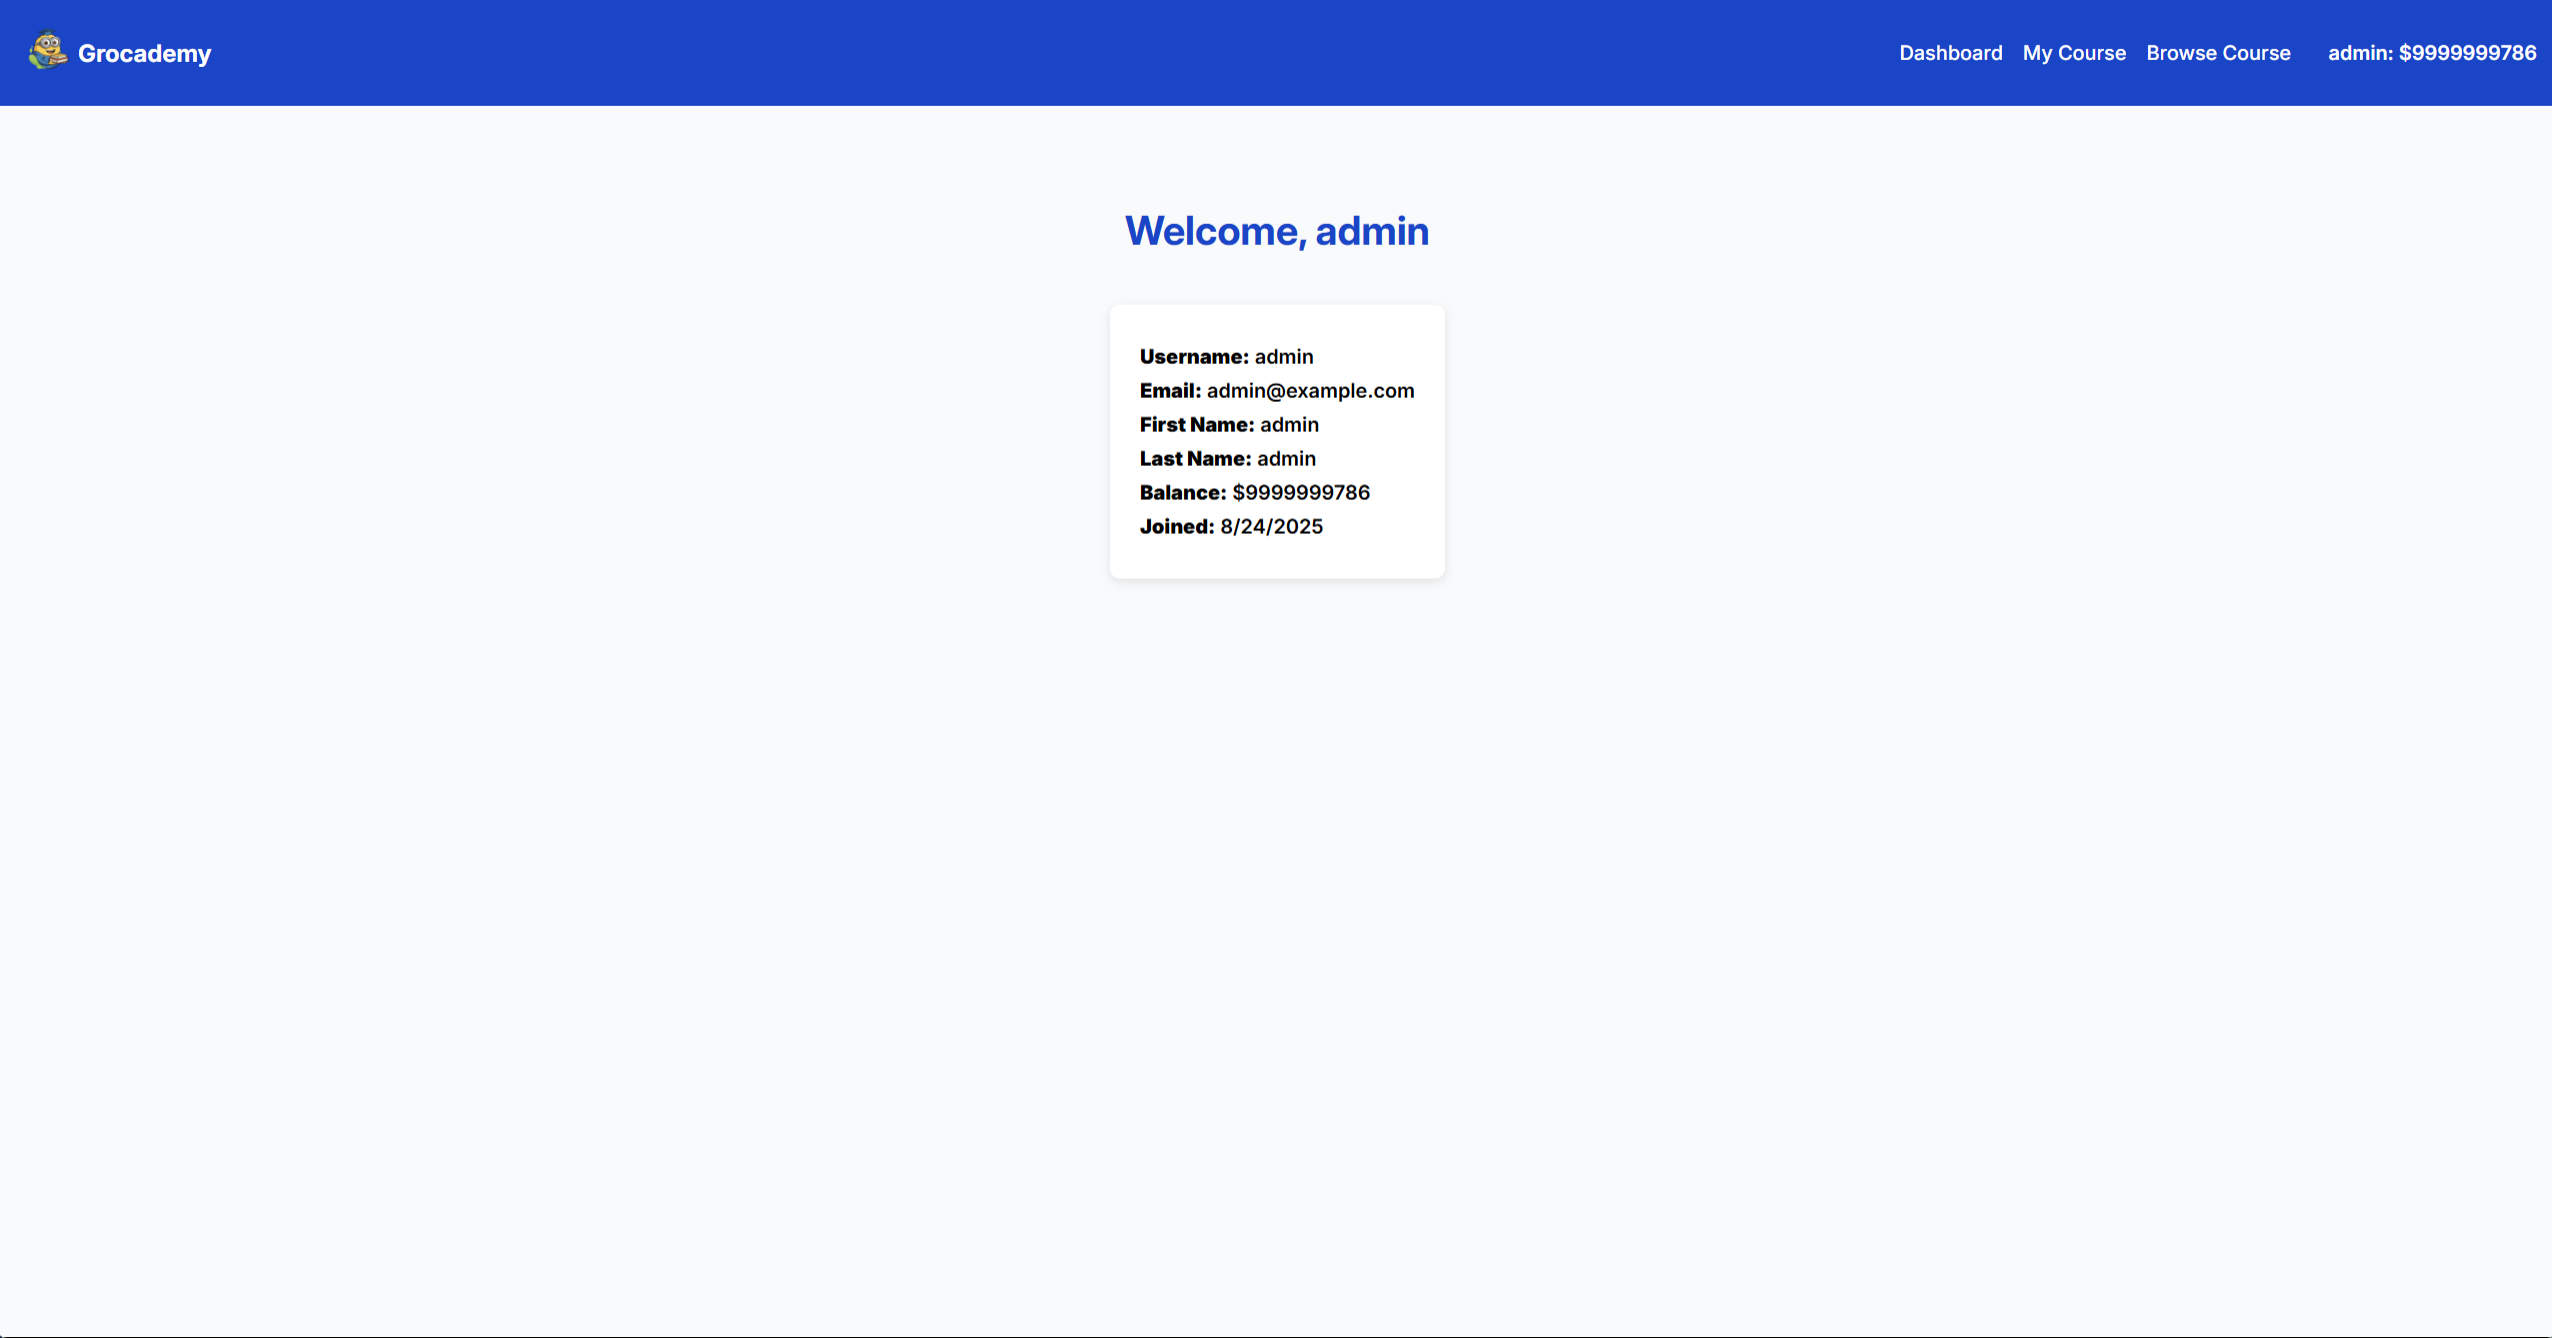 Grocademy
Dashboard My Course Browse Course admin: $9999999786
Welcome, admin
Username: admin
Email: admin@example.com
First Name: admin
Last Name: admin
Balance: $9999999786
Joined: 8/24/2025